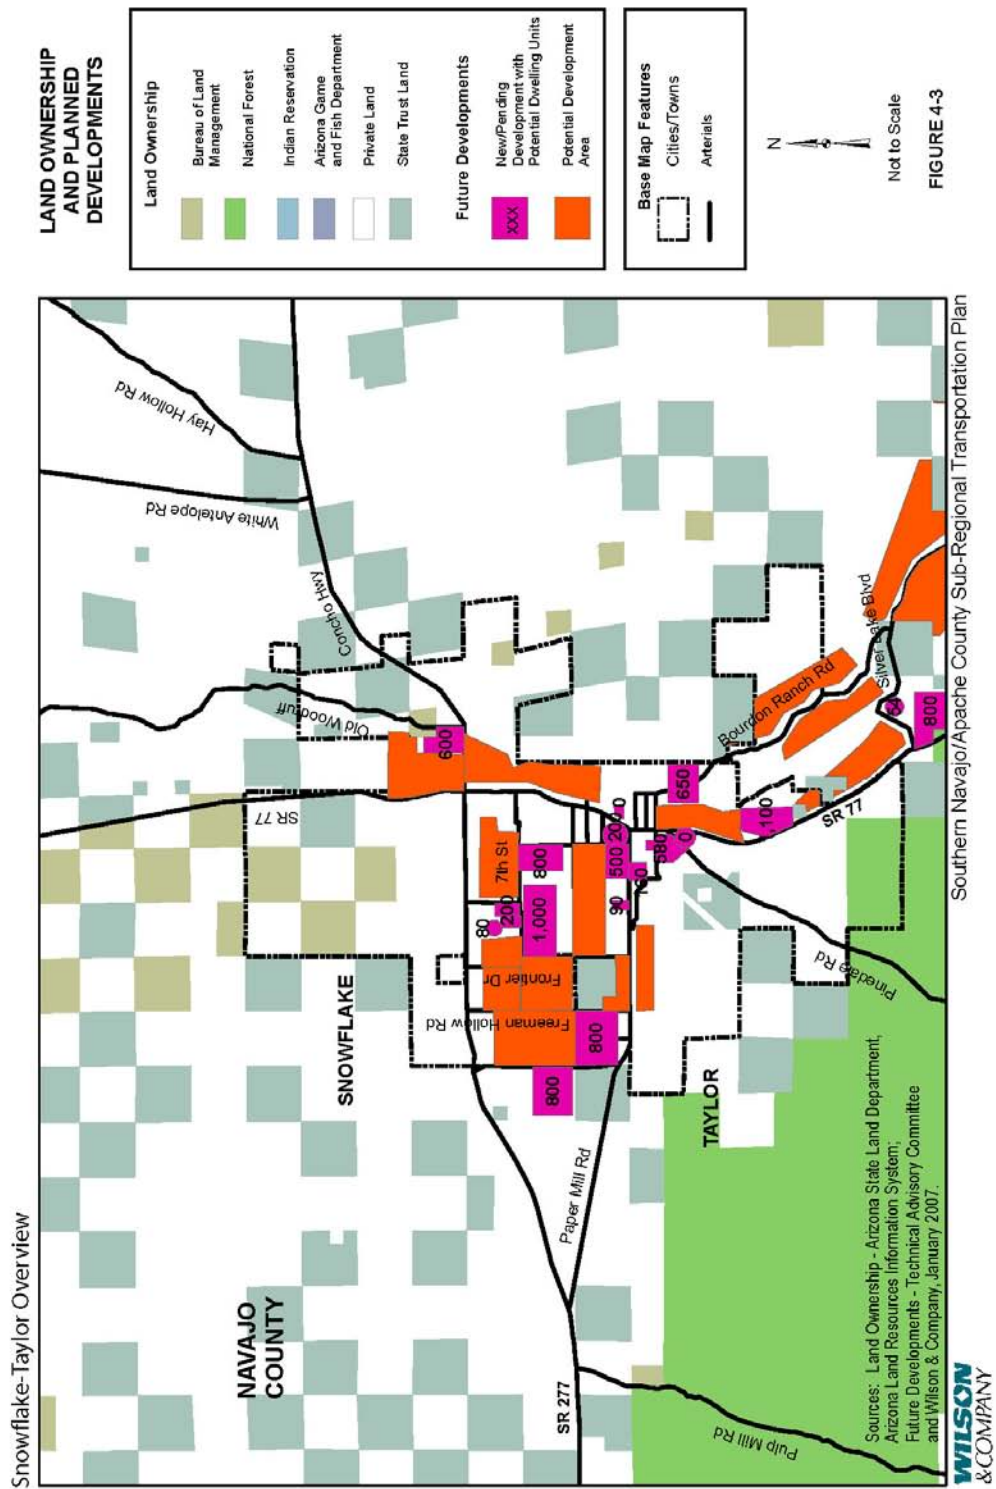 Snowflake-Taylor Overview
LAND OWNERSHIP
AND PLANNED
DEVELOPMENTS
Land Ownership
Bureau of Land
Management
National Forest
Indian Reservation
Arizona Game
and Fish Department
Private Land
State Trust Land
Future Developments
XXX
New/Pending
Development with
Potential Dwelling Units
Potential Development
Area
Base Map Features
Cities/Towns
Arterials
N
Not to Scale
FIGURE 4-3
NAVAJO
COUNTY
SNOWFLAKE
TAYLOR
SR 277
Paper Mill Rd
Pulp Mill Rd
Freeman Hollow Rd
Frontier Dr
7th St
SR 77
Old Woodruff
Concho Hwy
White Antelope Rd
Hay Hollow Rd
Bourdon Ranch Rd
Silver Lake Blvd
SR 77
Pinedale Rd
800
800
80
200
1,000
800
600
90
500
200
580
650
800
Sources: Land Ownership - Arizona State Land Department,
Arizona Land Resources Information System;
Future Developments - Technical Advisory Committee
and Wilson & Company, January 2007.
WILSON
&COMPANY
Southern Navajo/Apache County Sub-Regional Transportation Plan